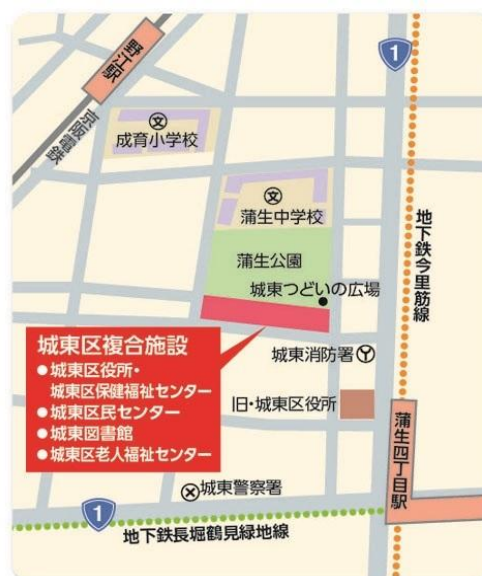 野江駅
京阪電鉄
1
文
成育小学校
文
蒲生中学校
蒲生公園
城東つどいの広場
地下鉄今里筋線
城東区複合施設
●城東区役所・
城東区保健福祉センター
●城東区民センター
●城東図書館
●城東区老人福祉センター
城東消防署
旧・城東区役所
蒲生四丁目駅
城東警察署
1
地下鉄長堀鶴見緑地線